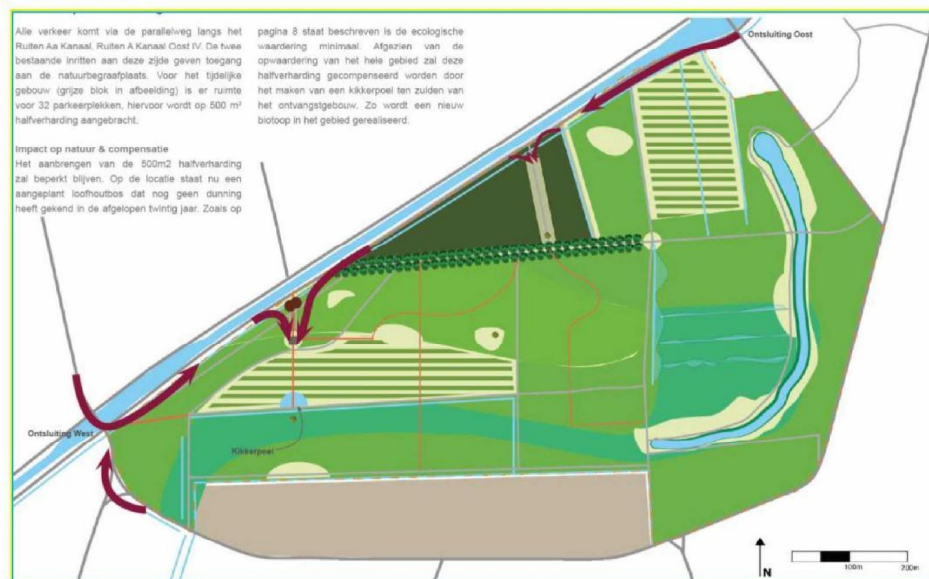 Alle verkeer komt via de parallelweg langs het
Ruiten Aa Kanaal, Ruiten A Kanaal Oost IV. De twee
bestaande inritten aan deze zijde geven toegang
aan de natuurbegraafplaats. Voor het tijdelijke
gebouw (grijze blok in afbeelding) is er ruimte
voor 32 parkeerplekken, hiervoor wordt op 500 m²
halfverharding aangebracht.
Impact op natuur & compensatie
Het aanbrengen van de 500m2 halfverharding
zal beperkt blijven. Op de locatie staat nu een
aangeplant loofhoutbos dat nog geen dunning
heeft gekend in de afgelopen twintig jaar. Zoals op
pagina 8 staat beschreven is de ecologische
waardering minimaal. Afgezien van de
opwaardering van het hele gebied zal deze
halfverharding gecompenseerd worden door
het maken van een kikkerpoel ten zuiden van
het ontvangstgebouw. Zo wordt een nieuw
biotoop in het gebied gerealiseerd.
Ontsluiting Oost
Ontsluiting West
Kikkerpoel
N
100m
200m